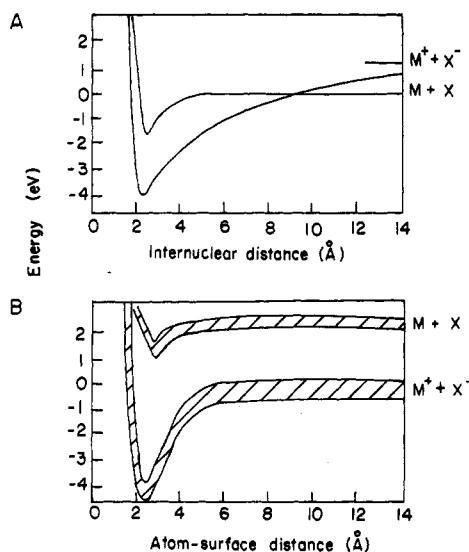 A
2
1
0
-1
-2
-3
-4
M⁺ + X⁻
M + X
0 2 4 6 8 10 12 14
Internuclear distance (Å)
Energy (eV)
B
2
1
0
-1
-2
-3
-4
M + X
M⁺ + X⁻
0 2 4 6 8 10 12 14
Atom-surface distance (Å)